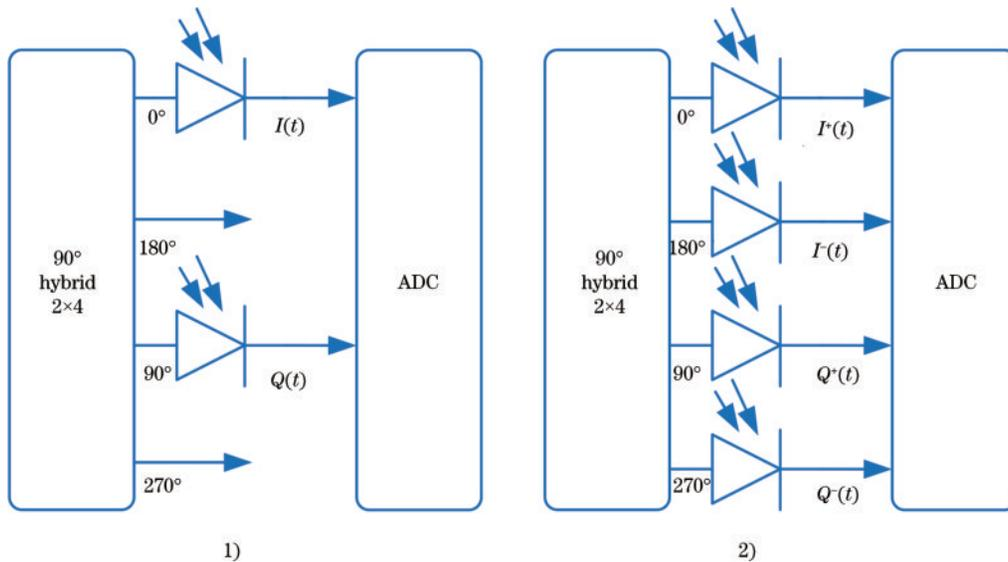 0°
I(t)
180°
90°
hybrid
2×4
ADC
90°
Q(t)
270°
1)
0°
I⁺(t)
180°
I⁻(t)
90°
hybrid
2×4
ADC
90°
Q⁺(t)
270°
Q⁻(t)
2)